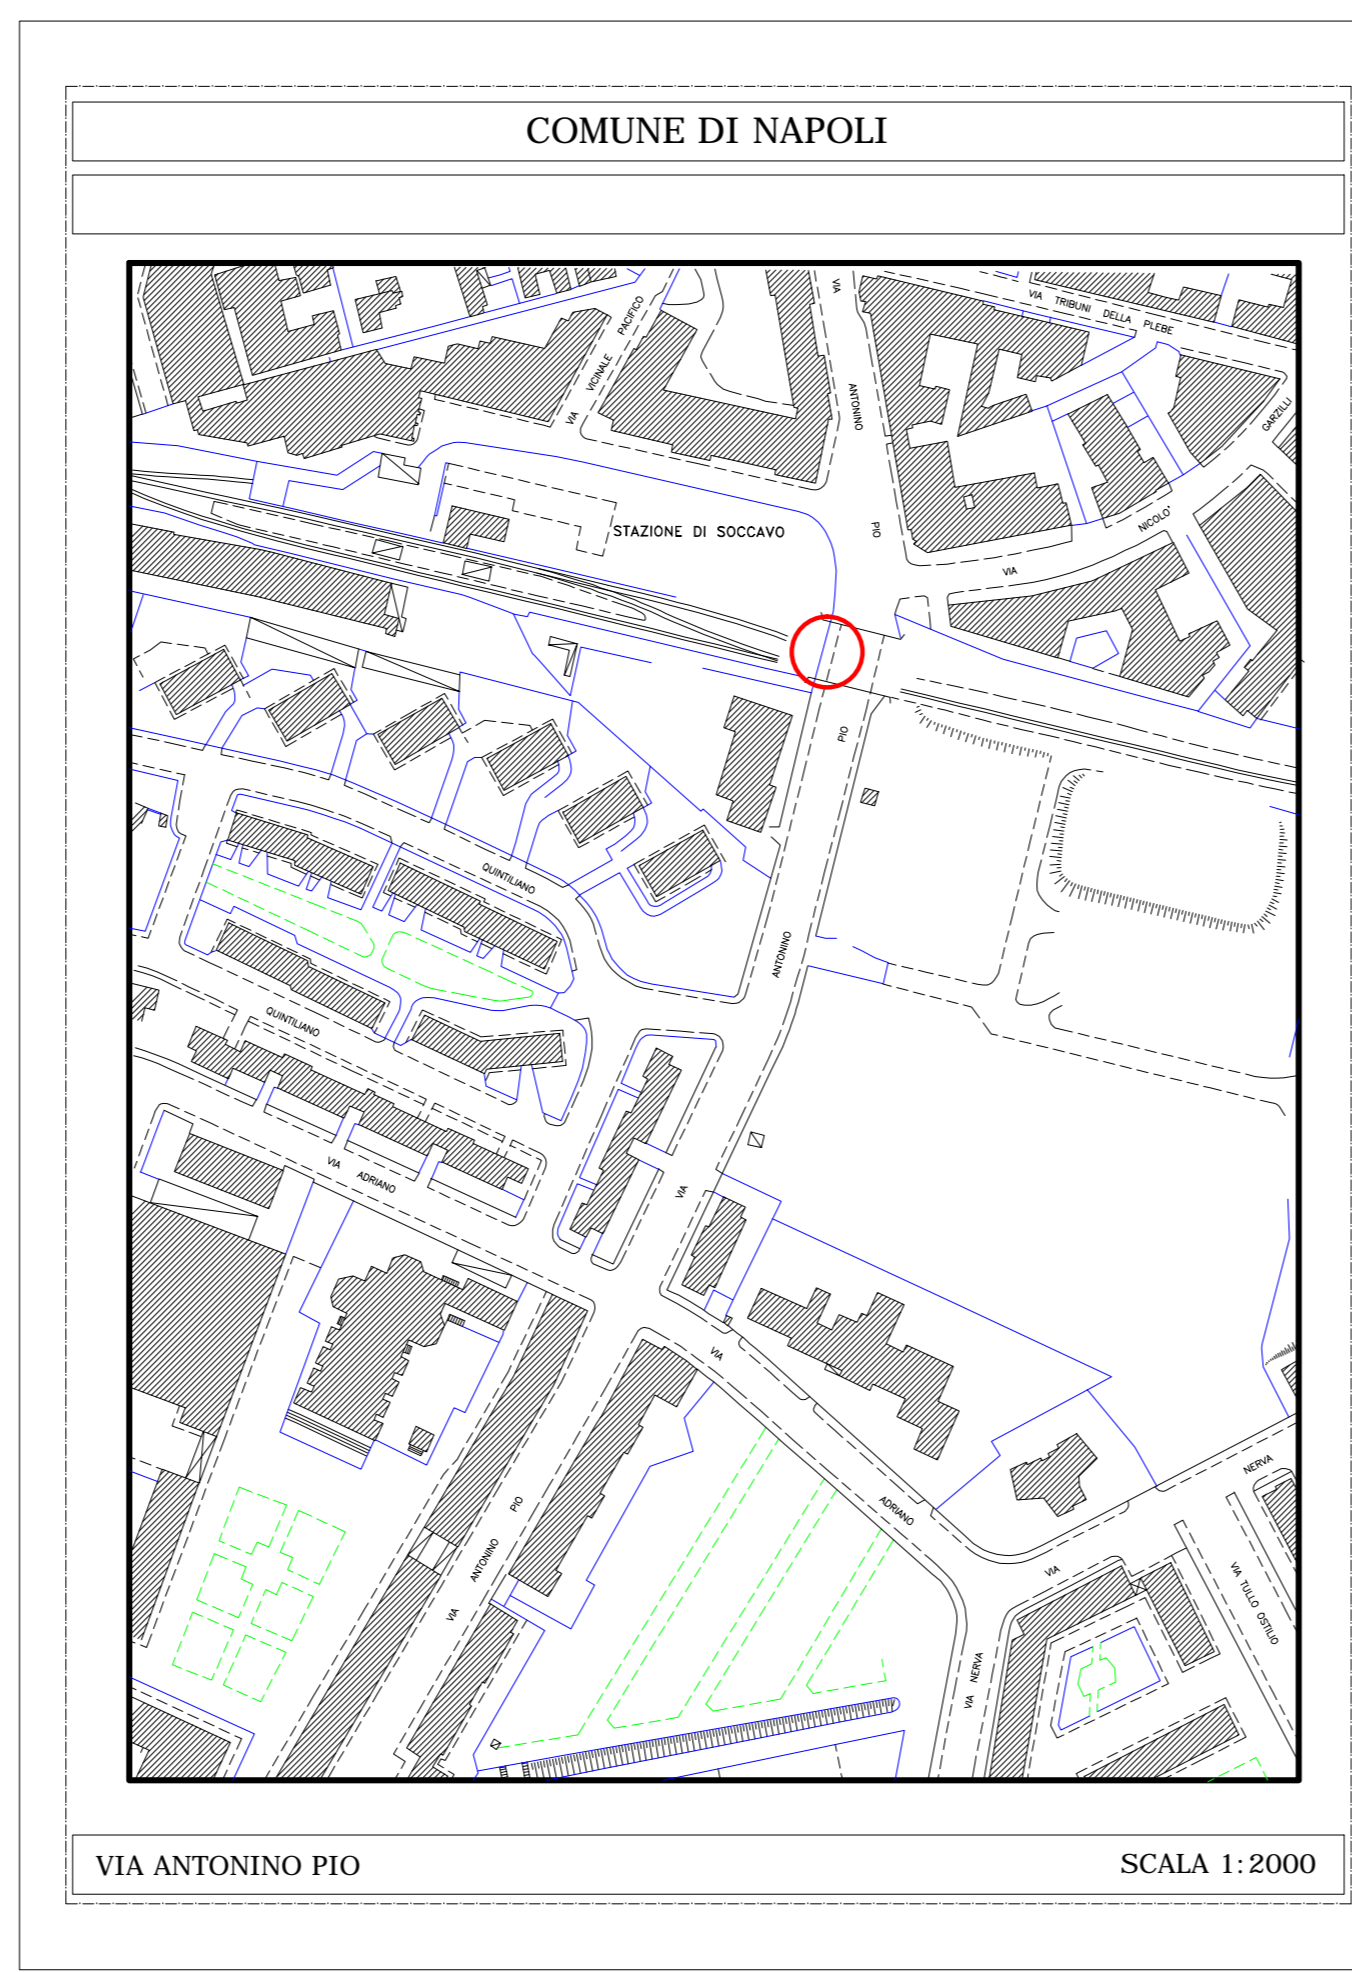 COMUNE DI NAPOLI
VIA TRIBUNI DELLA PLEBE
VIA VICINALE PACIFICO
VIA ANTONINO PIO
GARZILLI
NICOLO'
VIA
STAZIONE DI SOCCAVO
PIO
ANTONINO
VIA
QUINTILIANO
QUINTILIANO
VIA ADRIANO
VIA
ADRIANO
NERVA
VIA
VIA ANTONINO PIO
VIA TULLO OSTILIO
VIA NERVA
VIA ANTONINO PIO
SCALA 1:2000